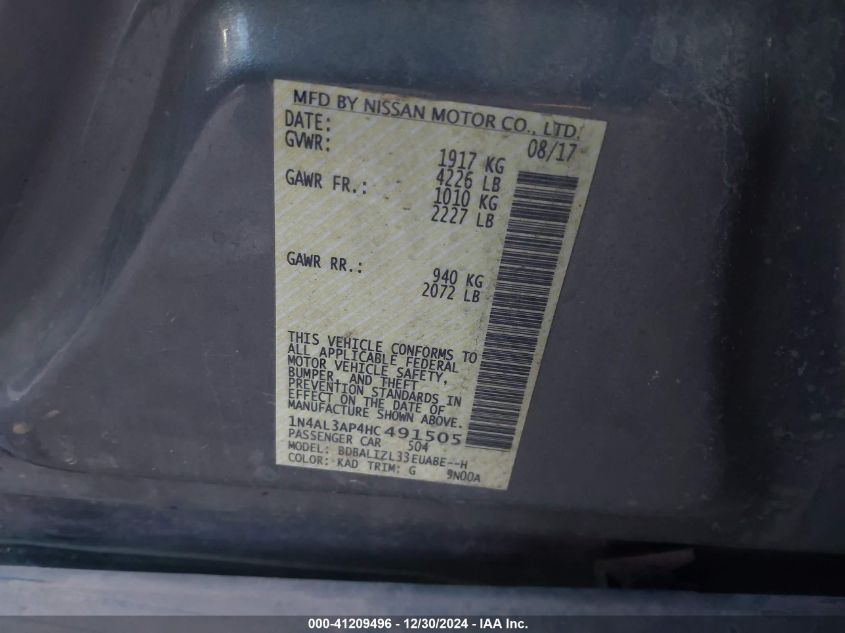 MFD BY NISSAN MOTOR CO., LTD.
DATE: 08/17
GVWR: 1917 KG
4226 LB
GAWR FR.: 1010 KG
2227 LB
GAWR RR.: 940 KG
2072 LB
THIS VEHICLE CONFORMS TO
ALL APPLICABLE FEDERAL
MOTOR VEHICLE SAFETY,
BUMPER, AND THEFT
PREVENTION STANDARDS IN
EFFECT ON THE DATE OF
MANUFACTURE SHOWN ABOVE.
1N4AL3AP4HC491505
PASSENGER CAR 504
MODEL: BDBALIZL33EUABE--H
COLOR: KAD TRIM: G 9N00A
000-41209496 - 12/30/2024 - IAA Inc.